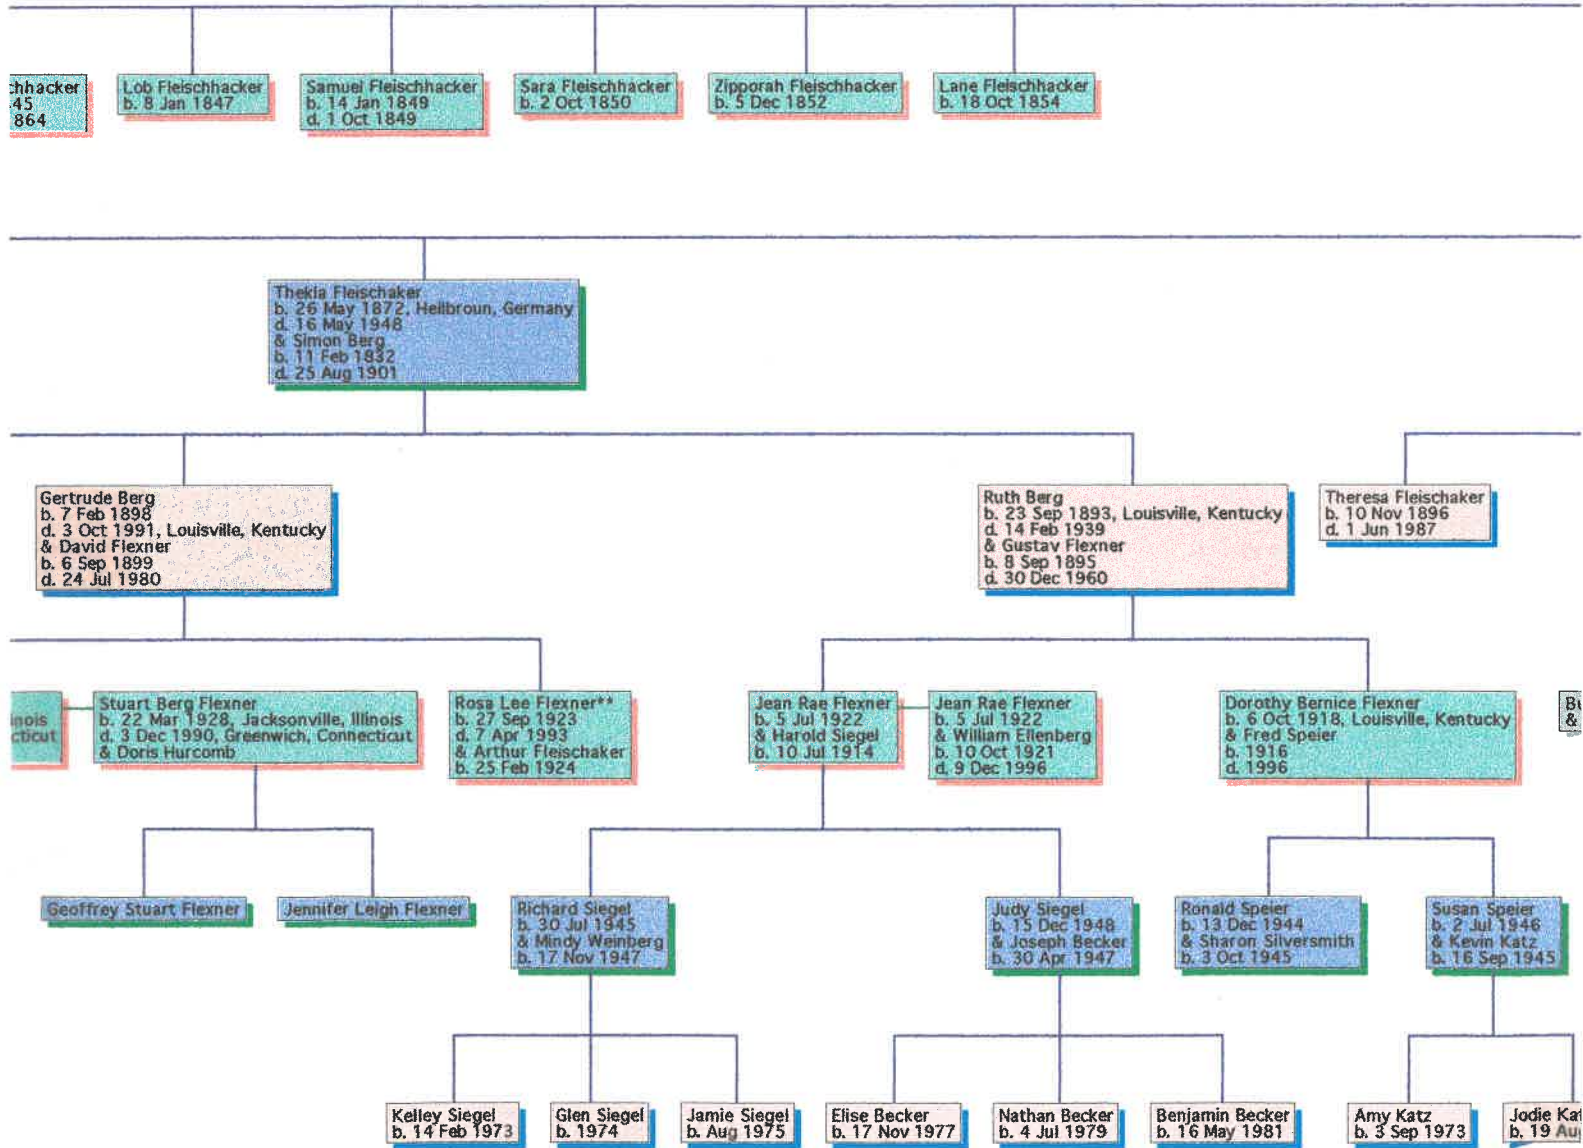 chhacker
45
864
Lob Fleischhacker
b. 8 Jan 1847
Samuel Fleischhacker
b. 14 Jan 1849
d. 1 Oct 1849
Sara Fleischhacker
b. 2 Oct 1850
Zipporah Fleischhacker
b. 5 Dec 1852
Lane Fleischhacker
b. 18 Oct 1854
Thekla Fleischaker
b. 26 May 1872, Heilbroun, Germany
d. 16 May 1948
& Simon Berg
b. 11 Feb 1832
d. 25 Aug 1901
Gertrude Berg
b. 7 Feb 1898
d. 3 Oct 1991, Louisville, Kentucky
& David Flexner
b. 6 Sep 1899
d. 24 Jul 1980
Ruth Berg
b. 23 Sep 1893, Louisville, Kentucky
d. 14 Feb 1939
& Gustav Flexner
b. 8 Sep 1895
d. 30 Dec 1960
Theresa Fleischaker
b. 10 Nov 1896
d. 1 Jun 1987
inois
cticut
Stuart Berg Flexner
b. 22 Mar 1928, Jacksonville, Illinois
d. 3 Dec 1990, Greenwich, Connecticut
& Doris Hurcomb
Rosa Lee Flexner**
b. 27 Sep 1923
d. 7 Apr 1993
& Arthur Fleischaker
b. 25 Feb 1924
Jean Rae Flexner
b. 5 Jul 1922
& Harold Siegel
b. 10 Jul 1914
Jean Rae Flexner
b. 5 Jul 1922
& William Ellenberg
b. 10 Oct 1921
d. 9 Dec 1996
Dorothy Bernice Flexner
b. 6 Oct 1918, Louisville, Kentucky
& Fred Speier
b. 1916
d. 1996
&
Geoffrey Stuart Flexner
Jennifer Leigh Flexner
Richard Siegel
b. 30 Jul 1945
& Mindy Weinberg
b. 17 Nov 1947
Judy Siegel
b. 15 Dec 1948
& Joseph Becker
b. 30 Apr 1947
Ronald Speier
b. 13 Dec 1944
& Sharon Silversmith
b. 3 Oct 1945
Susan Speier
b. 2 Jul 1946
& Kevin Katz
b. 16 Sep 1945
Kelley Siegel
b. 14 Feb 1973
Glen Siegel
b. 1974
Jamie Siegel
b. Aug 1975
Elise Becker
b. 17 Nov 1977
Nathan Becker
b. 4 Jul 1979
Benjamin Becker
b. 16 May 1981
Amy Katz
b. 3 Sep 1973
Jodie Kat
b. 19 Aug